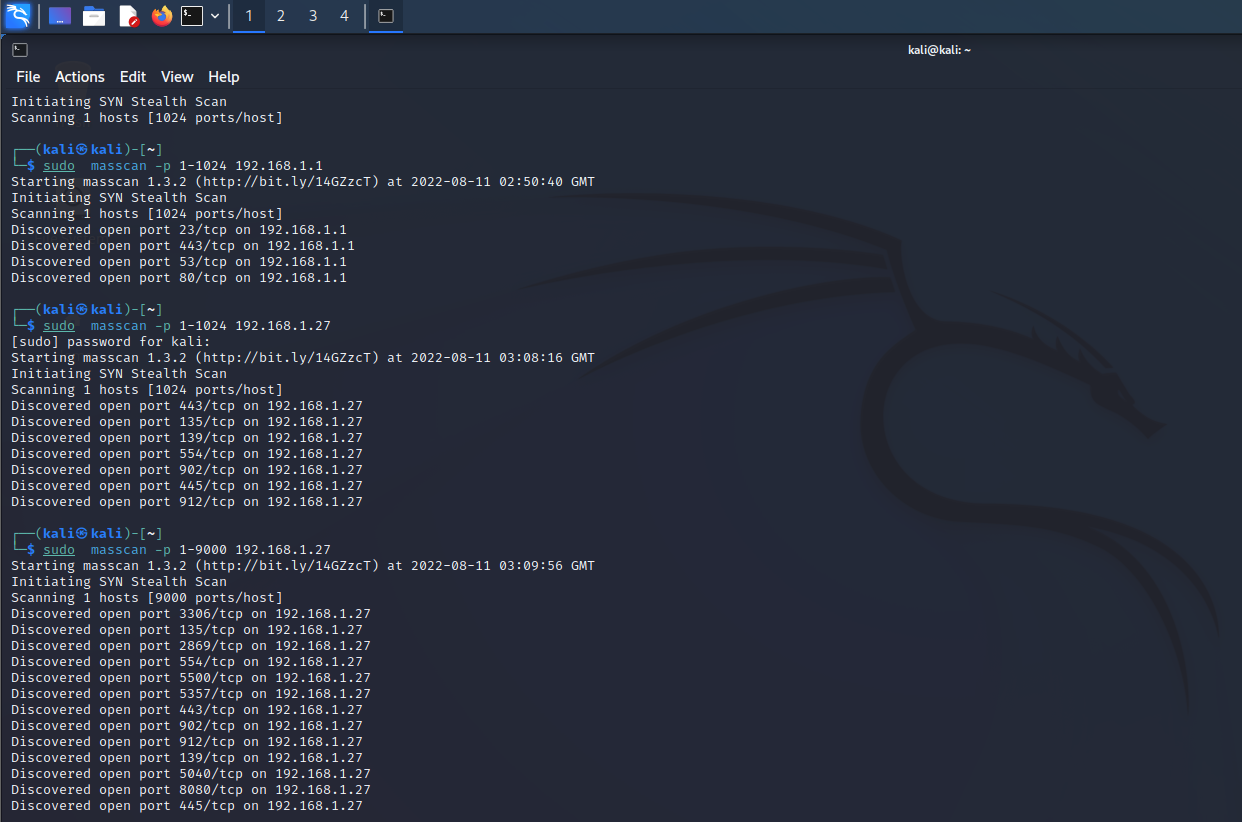 1 2 3 4
kali@kali: ~
File Actions Edit View Help
Initiating SYN Stealth Scan
Scanning 1 hosts [1024 ports/host]
┌──(kali㉿kali)-[~]
└─$ sudo masscan -p 1-1024 192.168.1.1
Starting masscan 1.3.2 (http://bit.ly/14GZzcT) at 2022-08-11 02:50:40 GMT
Initiating SYN Stealth Scan
Scanning 1 hosts [1024 ports/host]
Discovered open port 23/tcp on 192.168.1.1
Discovered open port 443/tcp on 192.168.1.1
Discovered open port 53/tcp on 192.168.1.1
Discovered open port 80/tcp on 192.168.1.1
┌──(kali㉿kali)-[~]
└─$ sudo masscan -p 1-1024 192.168.1.27
[sudo] password for kali:
Starting masscan 1.3.2 (http://bit.ly/14GZzcT) at 2022-08-11 03:08:16 GMT
Initiating SYN Stealth Scan
Scanning 1 hosts [1024 ports/host]
Discovered open port 443/tcp on 192.168.1.27
Discovered open port 135/tcp on 192.168.1.27
Discovered open port 139/tcp on 192.168.1.27
Discovered open port 554/tcp on 192.168.1.27
Discovered open port 902/tcp on 192.168.1.27
Discovered open port 445/tcp on 192.168.1.27
Discovered open port 912/tcp on 192.168.1.27
┌──(kali㉿kali)-[~]
└─$ sudo masscan -p 1-9000 192.168.1.27
Starting masscan 1.3.2 (http://bit.ly/14GZzcT) at 2022-08-11 03:09:56 GMT
Initiating SYN Stealth Scan
Scanning 1 hosts [9000 ports/host]
Discovered open port 3306/tcp on 192.168.1.27
Discovered open port 135/tcp on 192.168.1.27
Discovered open port 2869/tcp on 192.168.1.27
Discovered open port 554/tcp on 192.168.1.27
Discovered open port 5500/tcp on 192.168.1.27
Discovered open port 5357/tcp on 192.168.1.27
Discovered open port 443/tcp on 192.168.1.27
Discovered open port 902/tcp on 192.168.1.27
Discovered open port 912/tcp on 192.168.1.27
Discovered open port 139/tcp on 192.168.1.27
Discovered open port 5040/tcp on 192.168.1.27
Discovered open port 8080/tcp on 192.168.1.27
Discovered open port 445/tcp on 192.168.1.27